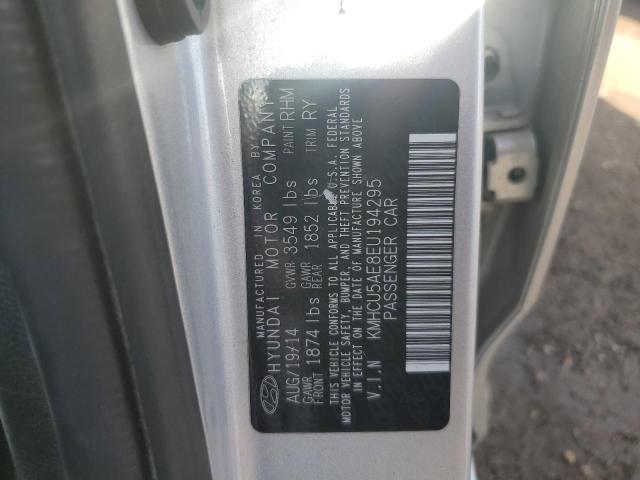 MANUFACTURED IN KOREA BY
HYUNDAI MOTOR COMPANY
AUG/19/14 GVWR 3549 lbs PAINT RHM
GAWR FRONT 1874 lbs GAWR REAR 1852 lbs TRIM RY
THIS VEHICLE CONFORMS TO ALL APPLICABLE U.S.A. FEDERAL
MOTOR VEHICLE SAFETY, BUMPER, AND THEFT PREVENTION STANDARDS
IN EFFECT ON THE DATE OF MANUFACTURE SHOWN ABOVE
V.I.N KMHCU5AE8EU194295
PASSENGER CAR